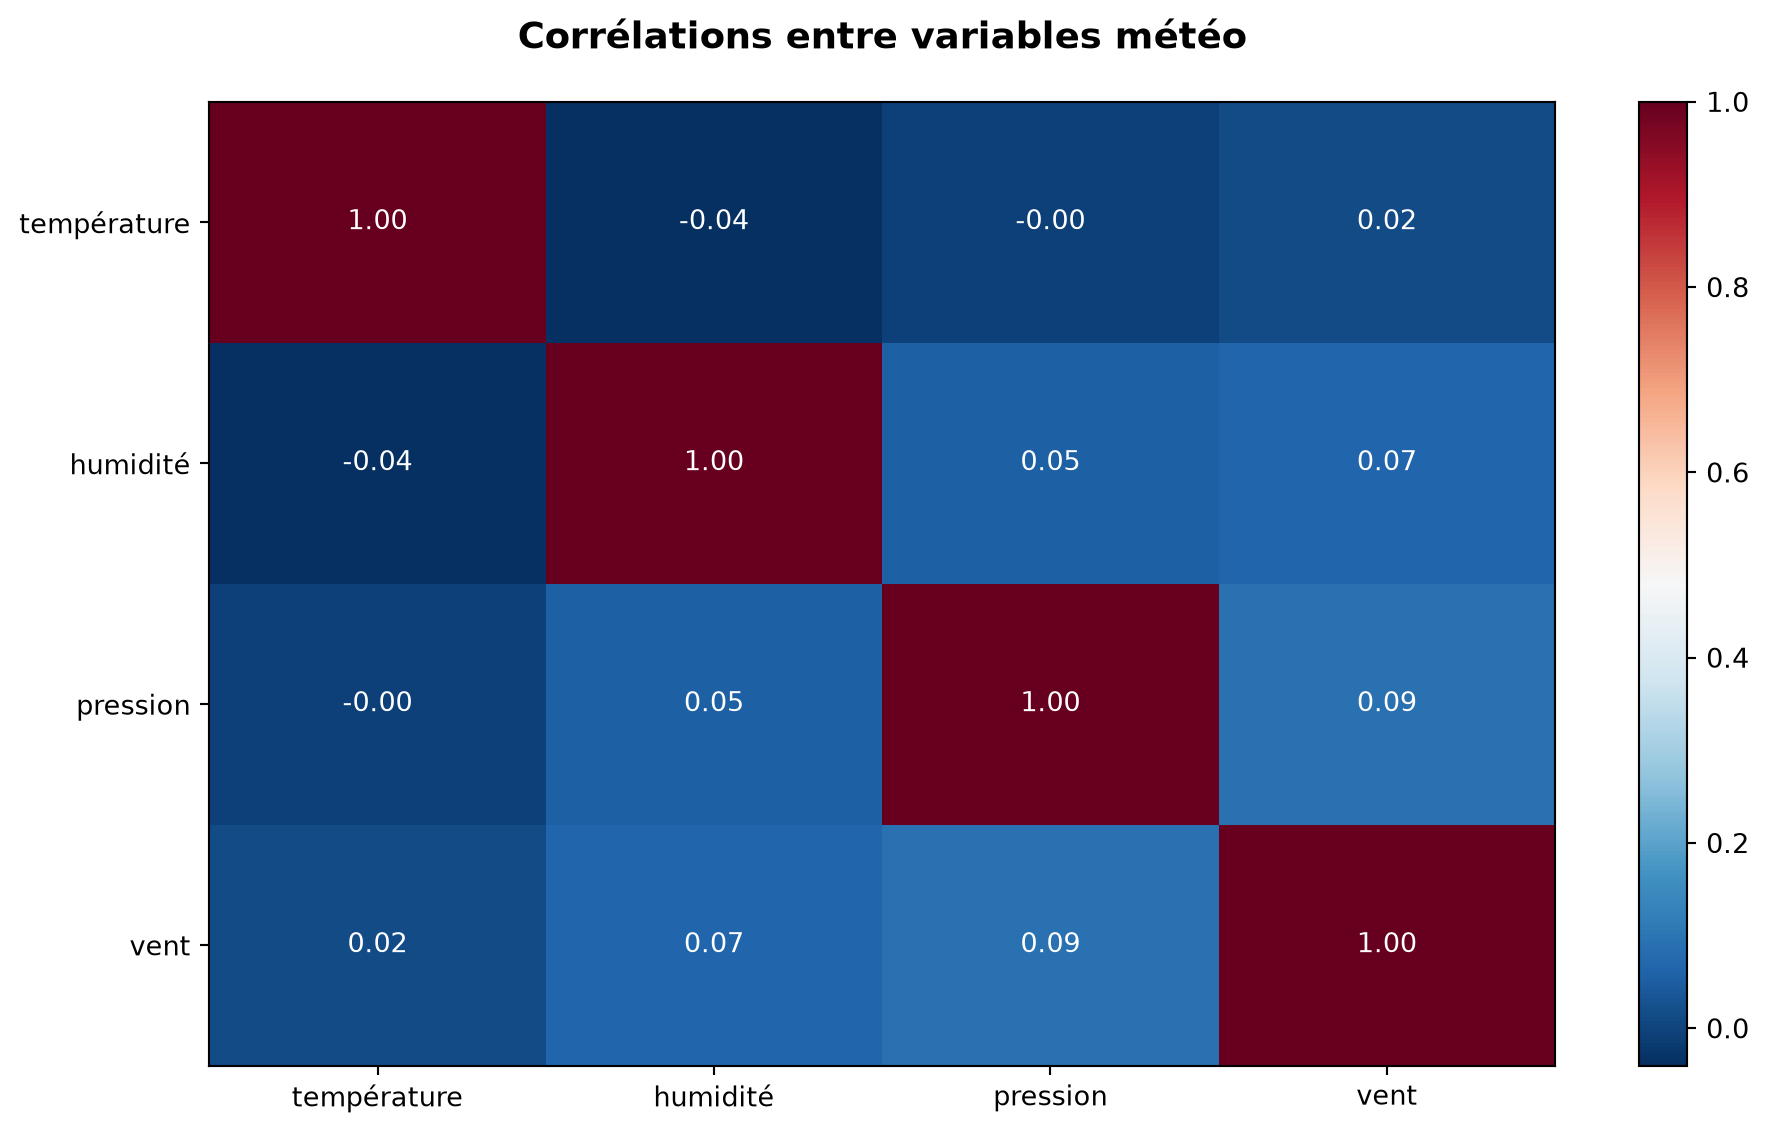 Corrélations entre variables météo
température 1.00 -0.04 -0.00 0.02
humidité -0.04 1.00 0.05 0.07
pression -0.00 0.05 1.00 0.09
vent 0.02 0.07 0.09 1.00
température humidité pression vent
1.0
0.8
0.6
0.4
0.2
0.0